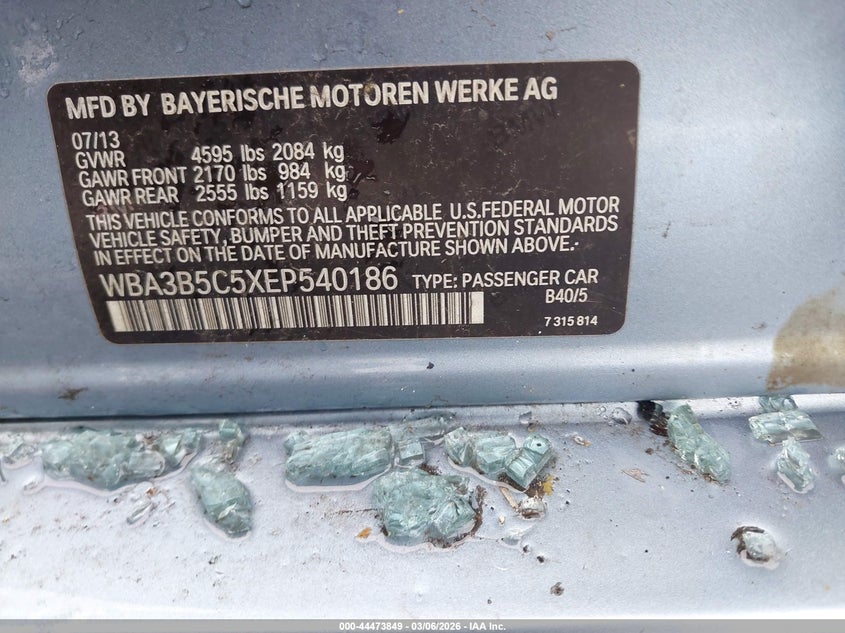 MFD BY BAYERISCHE MOTOREN WERKE AG
07/13
GVWR 4595 lbs 2084 kg
GAWR FRONT 2170 lbs 984 kg
GAWR REAR 2555 lbs 1159 kg
THIS VEHICLE CONFORMS TO ALL APPLICABLE U.S.FEDERAL MOTOR
VEHICLE SAFETY, BUMPER AND THEFT PREVENTION STANDARDS
IN EFFECT ON THE DATE OF MANUFACTURE SHOWN ABOVE.-
WBA3B5C5XEP540186 TYPE: PASSENGER CAR
B40/5
7 315 814
000-44473849 - 03/06/2026 - IAA Inc.